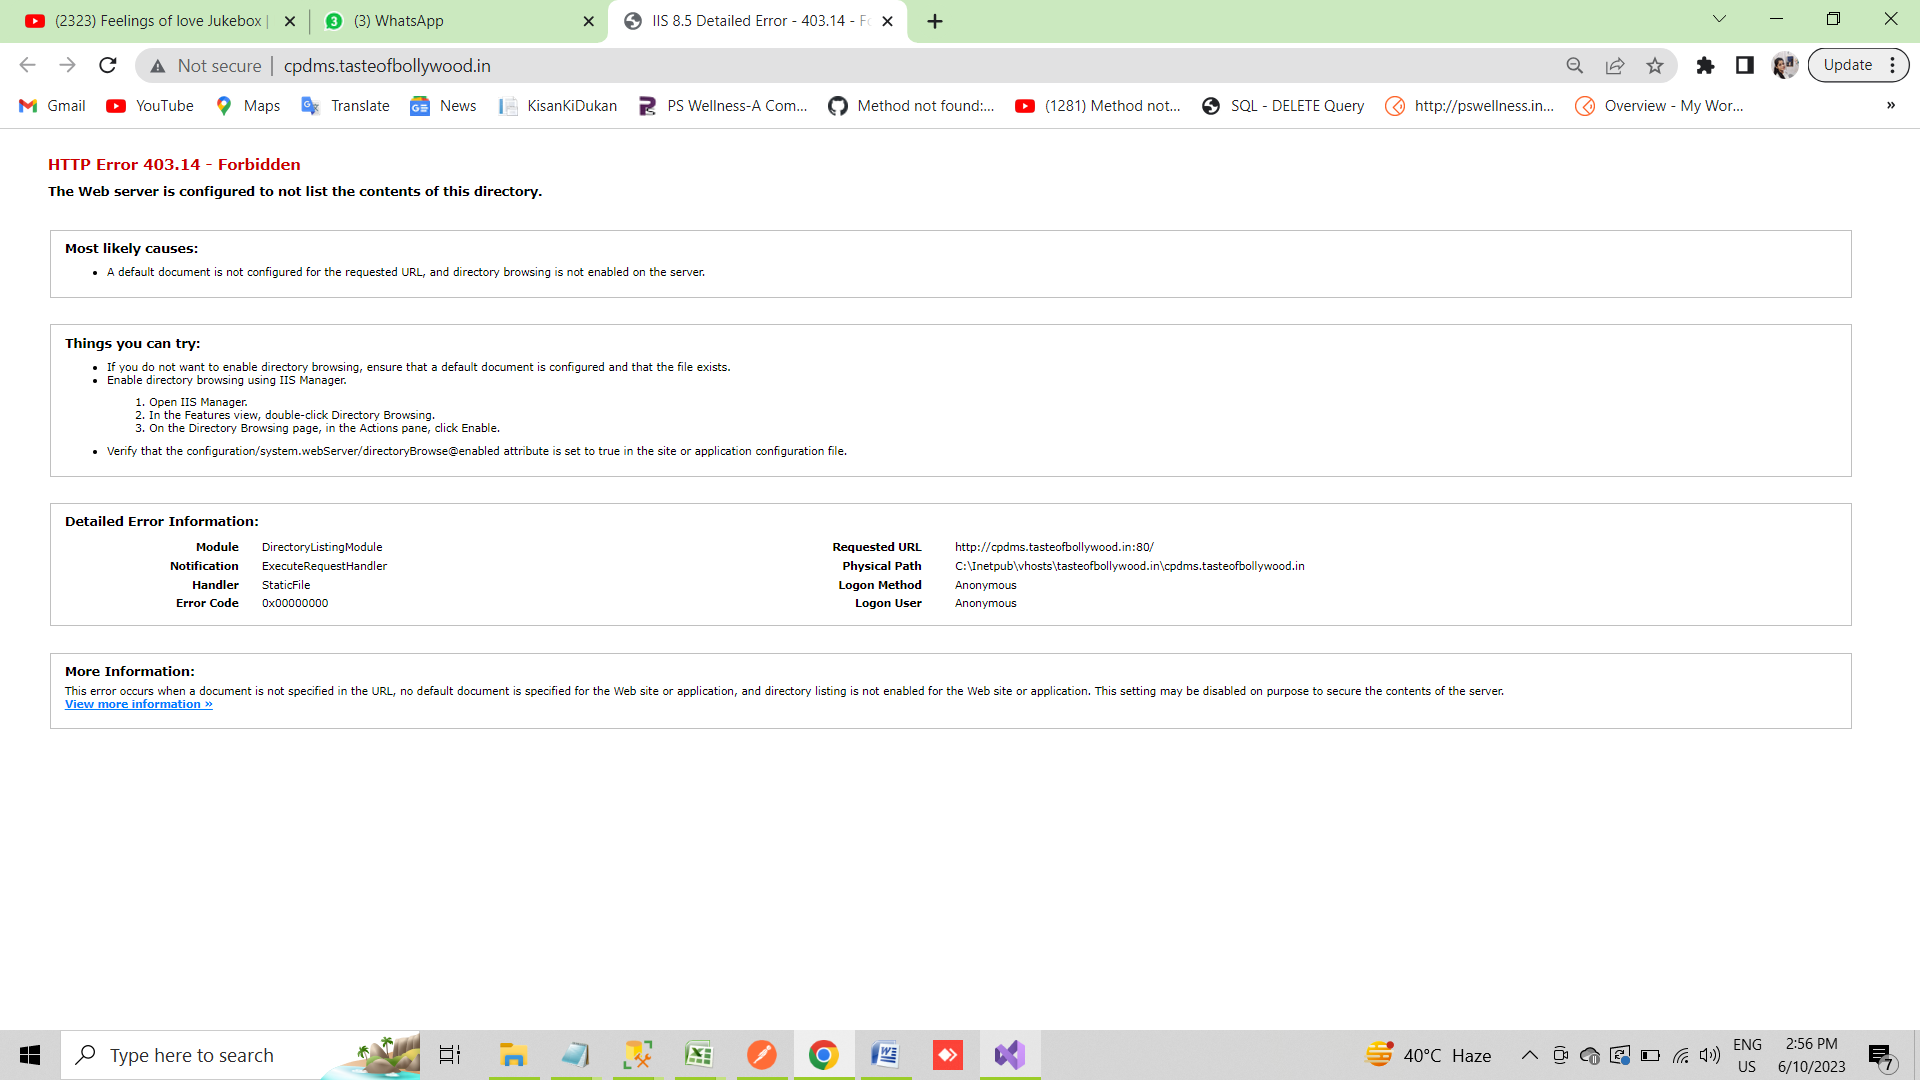 (2323) Feelings of love Jukebox |
(3) WhatsApp
IIS 8.5 Detailed Error - 403.14 - Fo
Not secure
cpdms.tasteofbollywood.in
Update
Gmail
YouTube
Maps
Translate
News
KisanKiDukan
PS Wellness-A Com...
Method not found:...
(1281) Method not...
SQL - DELETE Query
http://pswellness.in...
Overview - My Wor...
»
HTTP Error 403.14 - Forbidden
The Web server is configured to not list the contents of this directory.
Most likely causes:
• A default document is not configured for the requested URL, and directory browsing is not enabled on the server.
Things you can try:
• If you do not want to enable directory browsing, ensure that a default document is configured and that the file exists.
• Enable directory browsing using IIS Manager.
1. Open IIS Manager.
2. In the Features view, double-click Directory Browsing.
3. On the Directory Browsing page, in the Actions pane, click Enable.
• Verify that the configuration/system.webServer/directoryBrowse@enabled attribute is set to true in the site or application configuration file.
Detailed Error Information:
Module DirectoryListingModule
Notification ExecuteRequestHandler
Handler StaticFile
Error Code 0x00000000
Requested URL http://cpdms.tasteofbollywood.in:80/
Physical Path C:\Inetpub\vhosts\tasteofbollywood.in\cpdms.tasteofbollywood.in
Logon Method Anonymous
Logon User Anonymous
More Information:
This error occurs when a document is not specified in the URL, no default document is specified for the Web site or application, and directory listing is not enabled for the Web site or application. This setting may be disabled on purpose to secure the contents of the server.
View more information »
Type here to search
40°C Haze
ENG
US
2:56 PM
6/10/2023
7